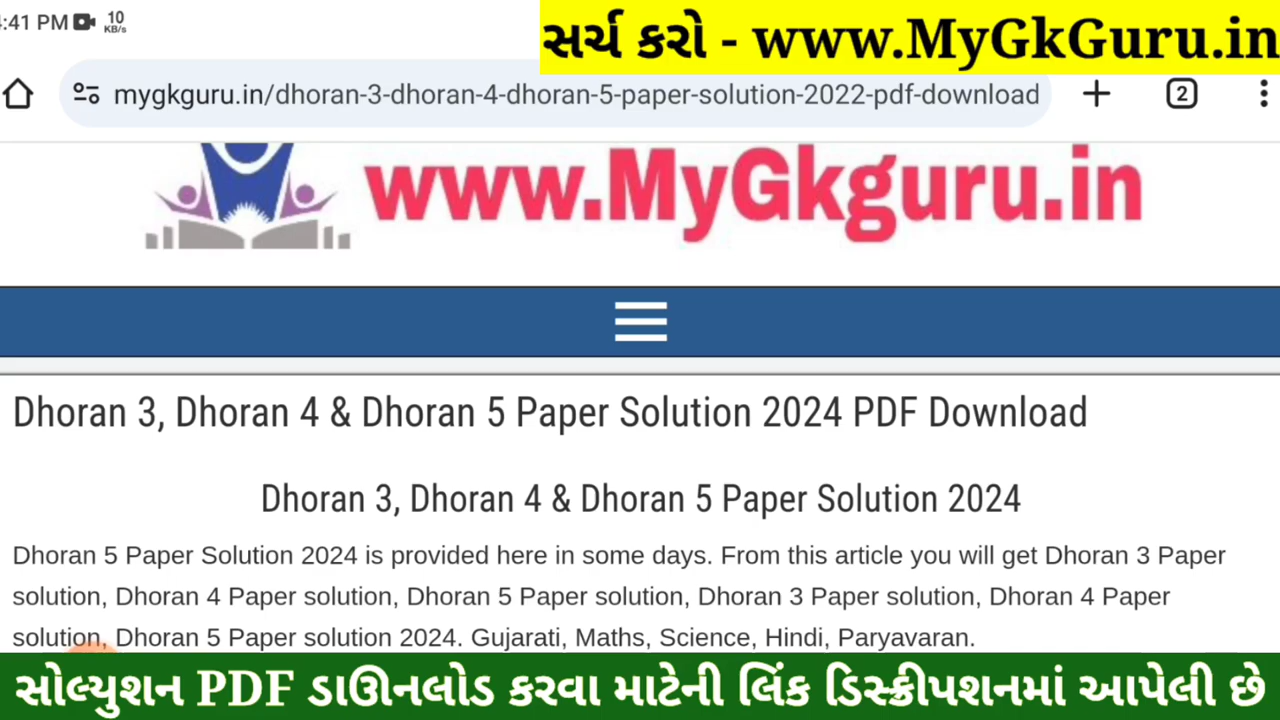 :41 PM 10 KB/s
સર્ચ કરો - www.MyGkGuru.in
mygkguru.in/dhoran-3-dhoran-4-dhoran-5-paper-solution-2022-pdf-download
2
www.MyGkguru.in
Dhoran 3, Dhoran 4 & Dhoran 5 Paper Solution 2024 PDF Download
Dhoran 3, Dhoran 4 & Dhoran 5 Paper Solution 2024
Dhoran 5 Paper Solution 2024 is provided here in some days. From this article you will get Dhoran 3 Paper
solution, Dhoran 4 Paper solution, Dhoran 5 Paper solution, Dhoran 3 Paper solution, Dhoran 4 Paper
solution, Dhoran 5 Paper solution 2024. Gujarati, Maths, Science, Hindi, Paryavaran.
સોલ્યુશન PDF ડાઊનલોડ કરવા માટેની લિંક ડિસ્ક્રીપશનમાં આપેલી છે